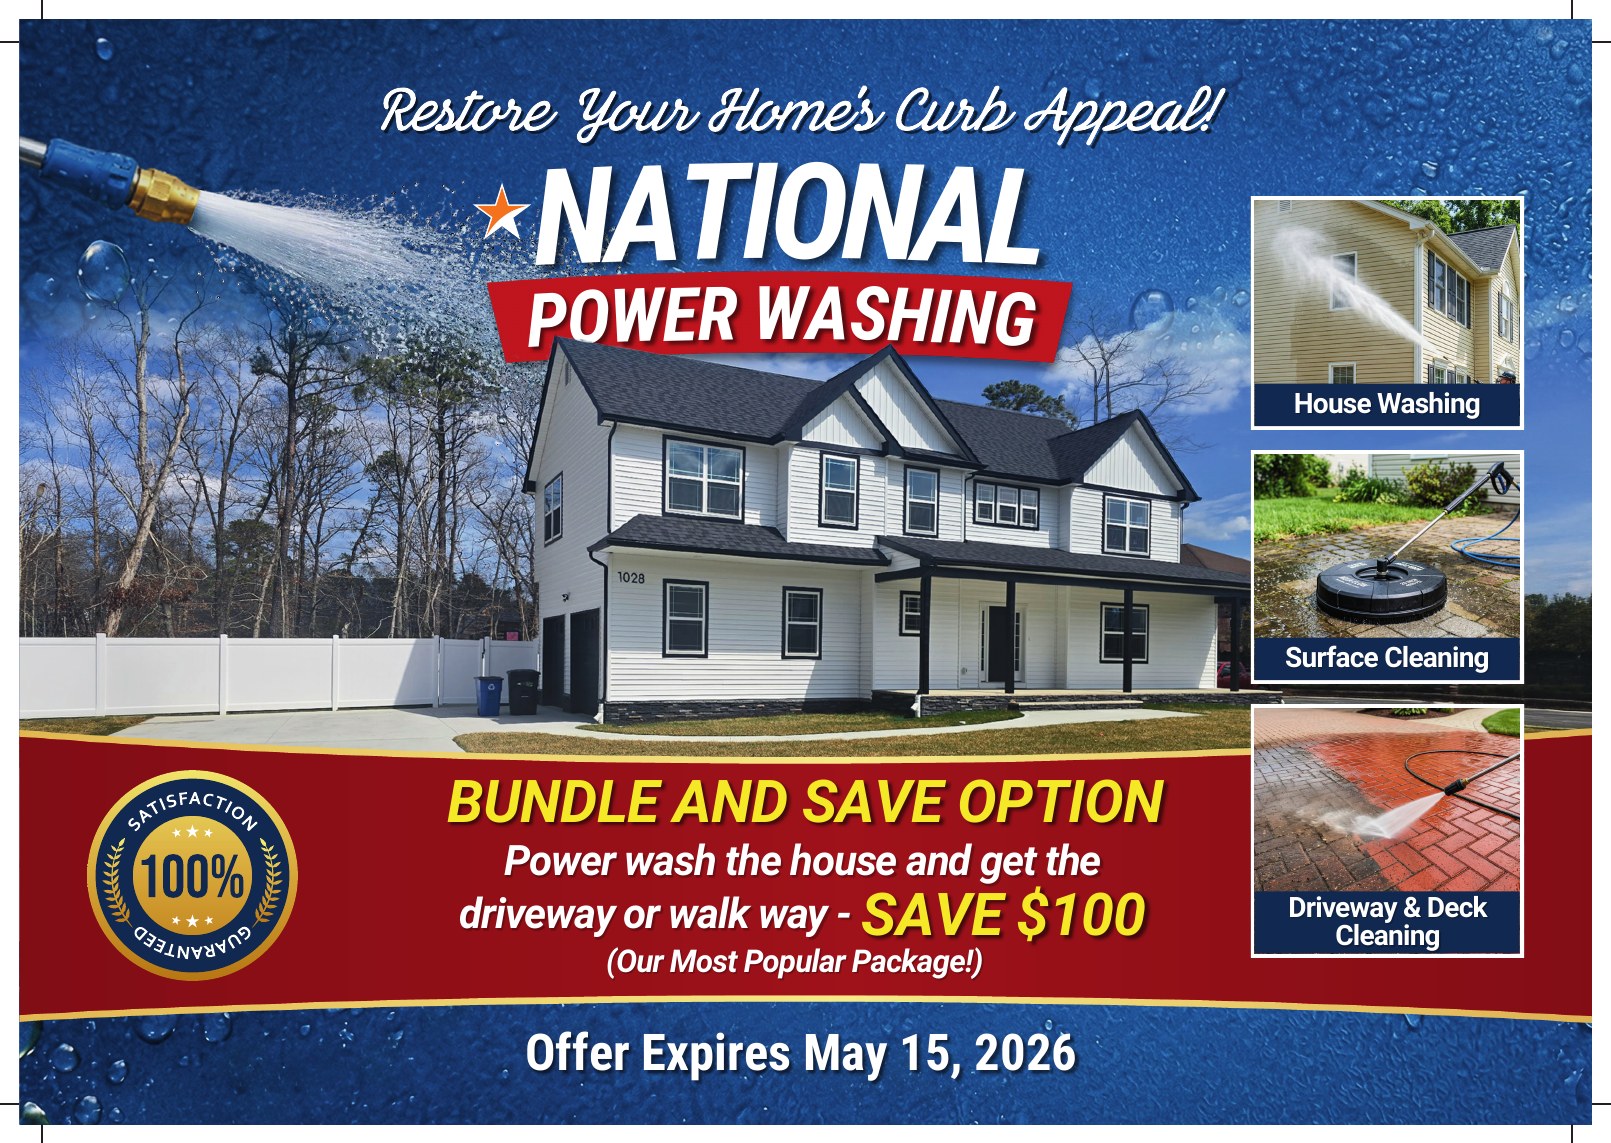 Restore Your Home's Curb Appeal!
NATIONAL
POWER WASHING
House Washing
1028
Surface Cleaning
Driveway & Deck
Cleaning
SATISFACTION
100%
GUARANTEED
BUNDLE AND SAVE OPTION
Power wash the house and get the
driveway or walk way - SAVE $100
(Our Most Popular Package!)
Offer Expires May 15, 2026